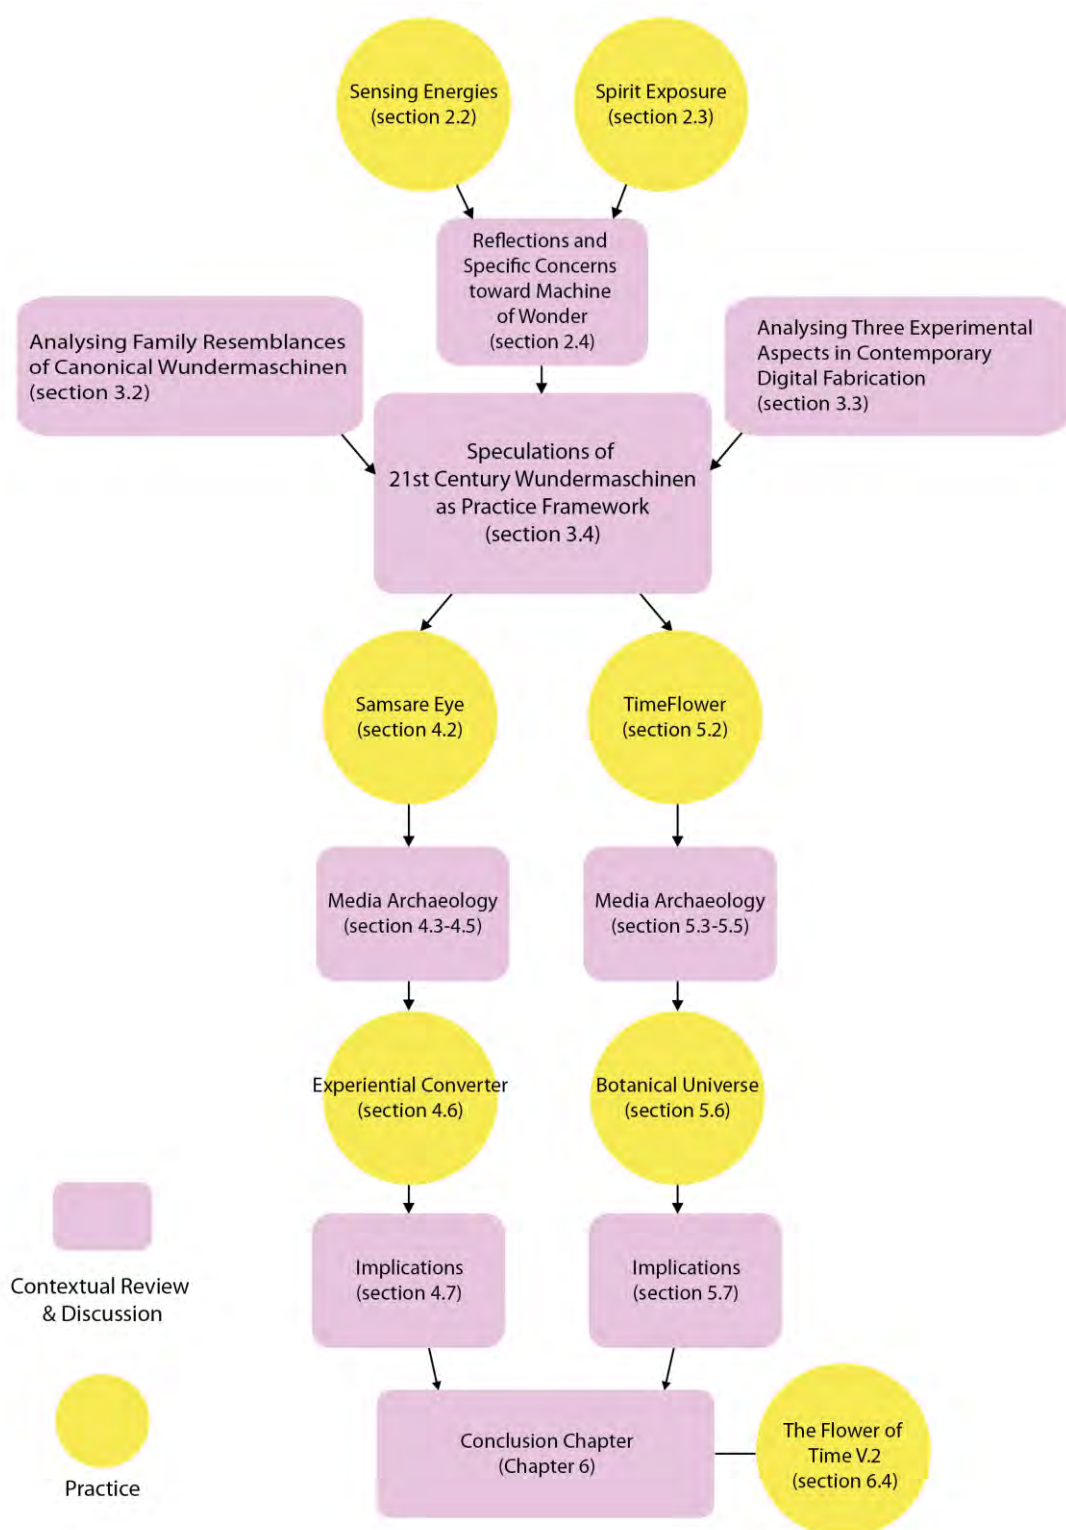 Sensing Energies
(section 2.2)
Spirit Exposure
(section 2.3)
Reflections and
Specific Concerns
toward Machine
of Wonder
(section 2.4)
Analysing Family Resemblances
of Canonical Wundermaschinen
(section 3.2)
Analysing Three Experimental
Aspects in Contemporary
Digital Fabrication
(section 3.3)
Speculations of
21st Century Wundermaschinen
as Practice Framework
(section 3.4)
Samsare Eye
(section 4.2)
TimeFlower
(section 5.2)
Media Archaeology
(section 4.3-4.5)
Media Archaeology
(section 5.3-5.5)
Experiential Converter
(section 4.6)
Botanical Universe
(section 5.6)
Implications
(section 4.7)
Implications
(section 5.7)
Contextual Review
& Discussion
Conclusion Chapter
(Chapter 6)
The Flower of
Time V.2
(section 6.4)
Practice